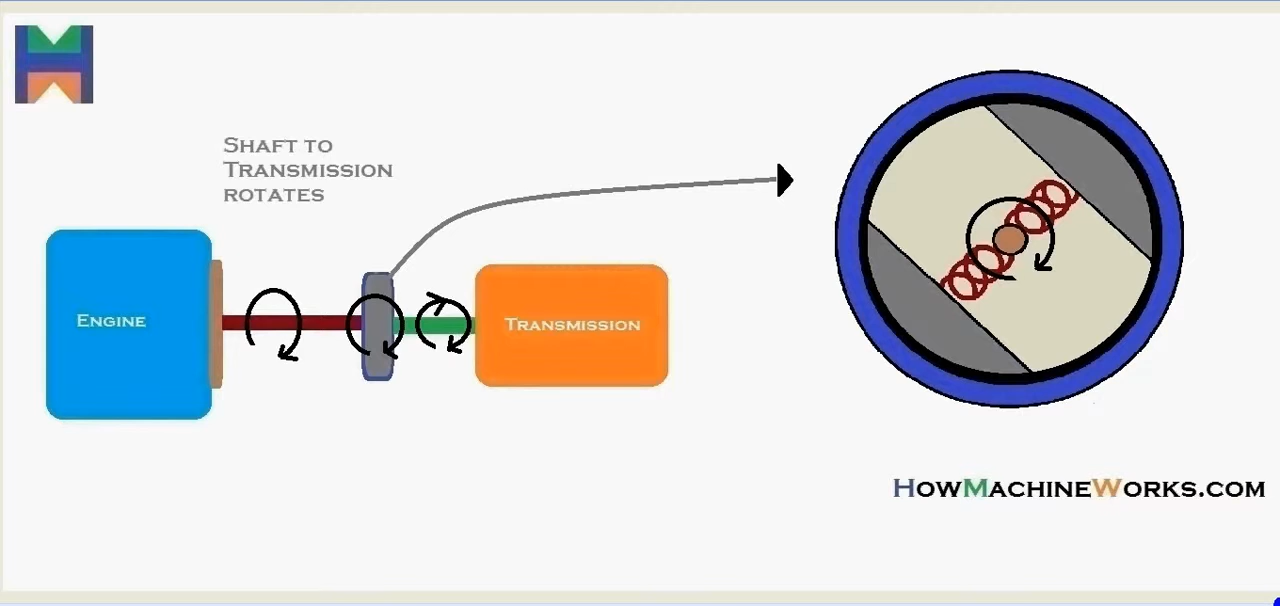 Shaft to
Transmission
rotates
Engine
Transmission
HowMachineWorks.com